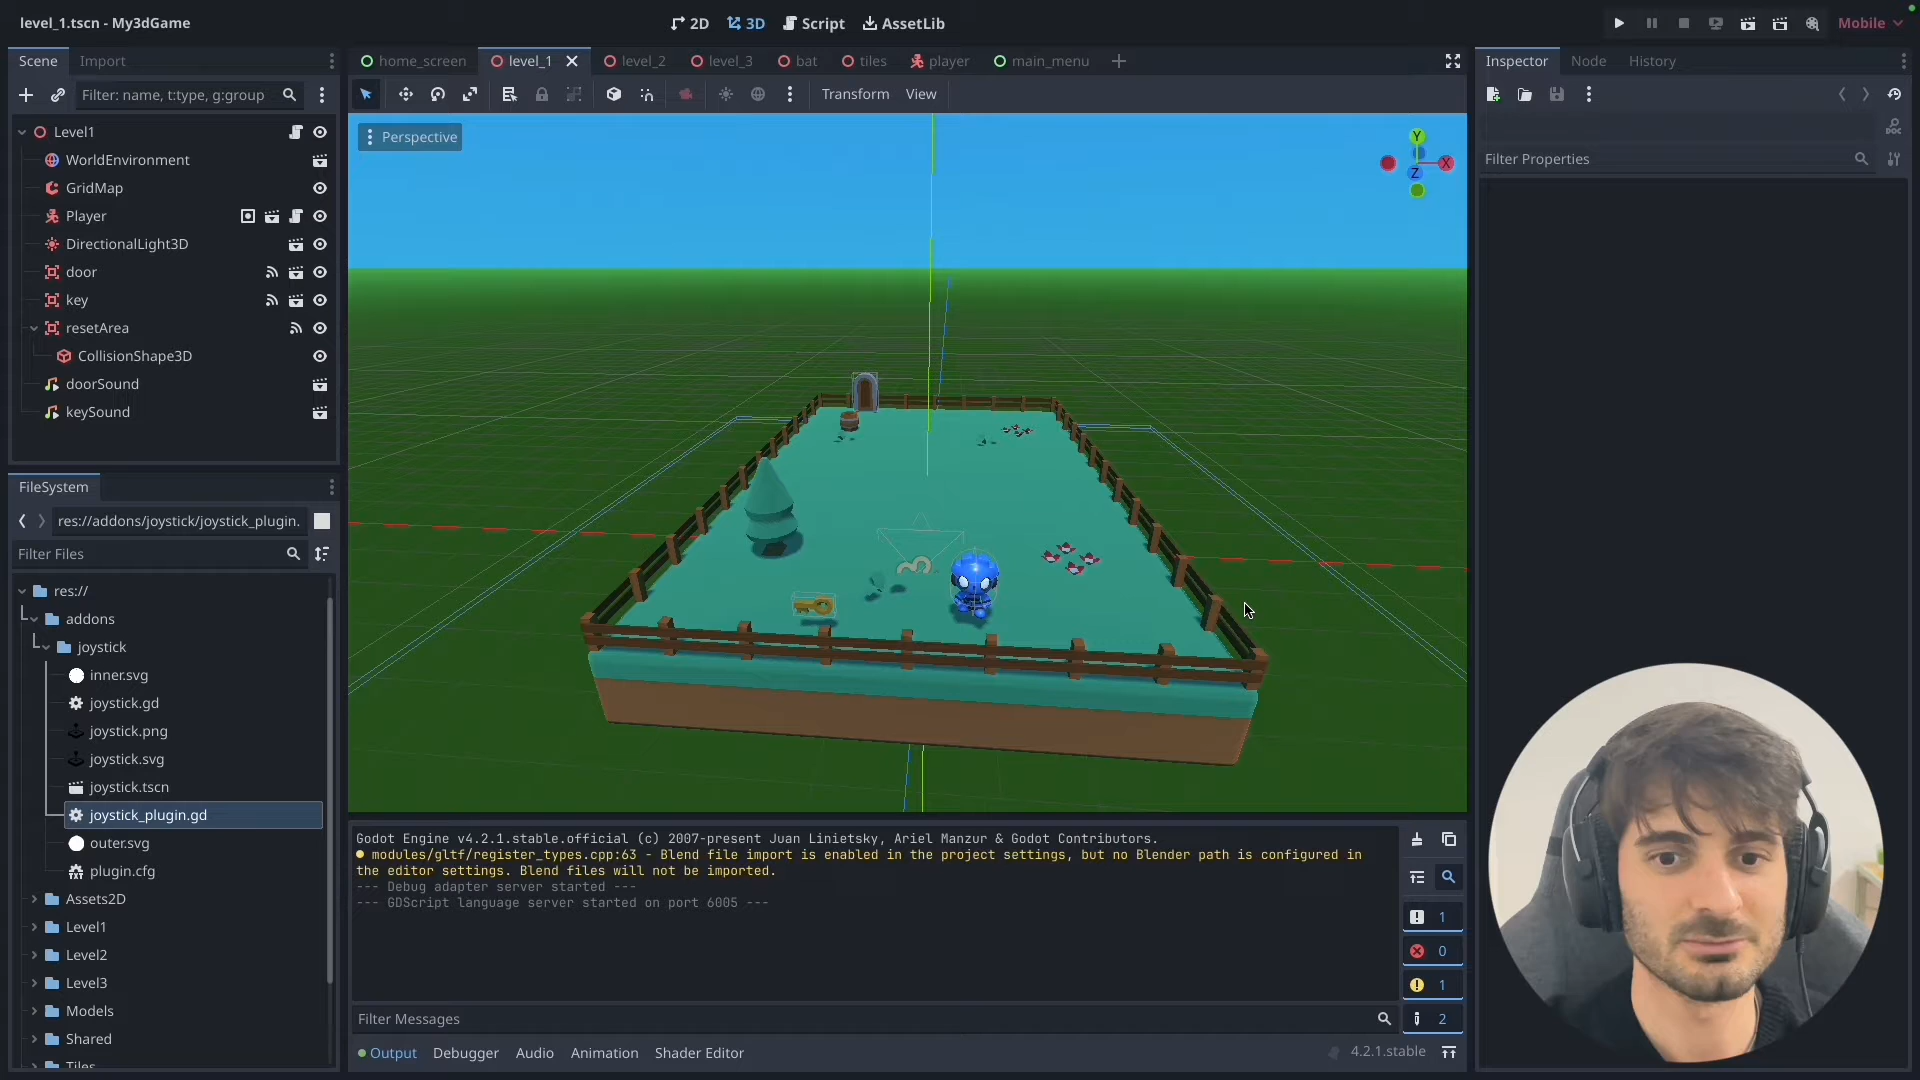 level_1.tscn - My3dGame
2D
3D
Script
AssetLib
Mobile
Scene
Import
Filter: name, t:type, g:group
Level1
WorldEnvironment
GridMap
Player
DirectionalLight3D
door
key
resetArea
CollisionShape3D
doorSound
keySound
FileSystem
res://addons/joystick/joystick_plugin.
Filter Files
res://
addons
joystick
inner.svg
joystick.gd
joystick.png
joystick.svg
joystick.tscn
joystick_plugin.gd
outer.svg
plugin.cfg
Assets2D
Level1
Level2
Level3
Models
Shared
Tiles
home_screen
level_1
level_2
level_3
bat
tiles
player
main_menu
Transform
View
Perspective
Y
X
Z
Godot Engine v4.2.1.stable.official (c) 2007-present Juan Linietsky, Ariel Manzur & Godot Contributors.
modules/gltf/register_types.cpp:63 - Blend file import is enabled in the project settings, but no Blender path is configured in
the editor settings. Blend files will not be imported.
--- Debug adapter server started ---
--- GDScript language server started on port 6005 ---
1
0
1
2
Filter Messages
Output
Debugger
Audio
Animation
Shader Editor
4.2.1.stable
Inspector
Node
History
DOC
Filter Properties